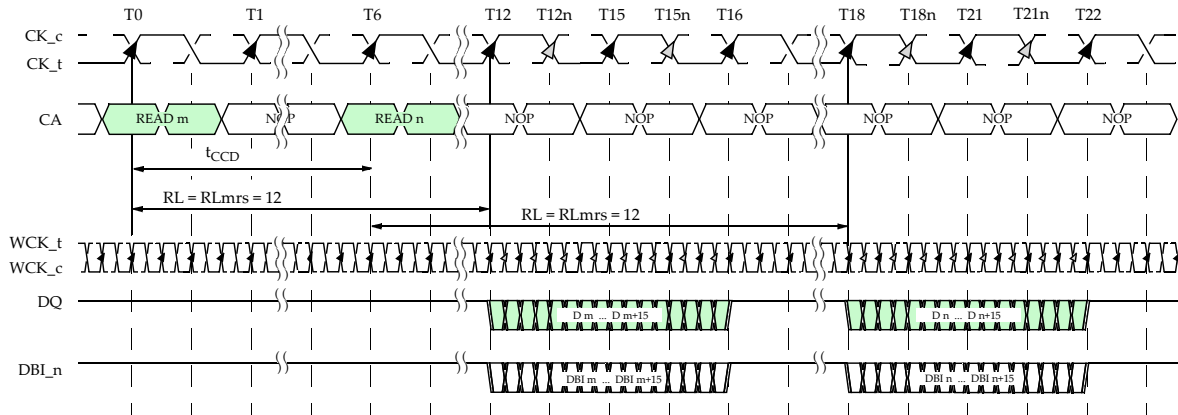 T0 T1 T6 T12 T12n T15 T15n T16 T18 T18n T21 T21n T22
CK_c
CK_t
CA READ m NOP READ n NOP NOP NOP NOP NOP NOP
tCCD
RL = RLmrs = 12
RL = RLmrs = 12
WCK_t
WCK_c
DQ D m ... D m+15 D n ... D n+15
DBI_n DBI m ... DBI m+15 DBI n ... DBI n+15